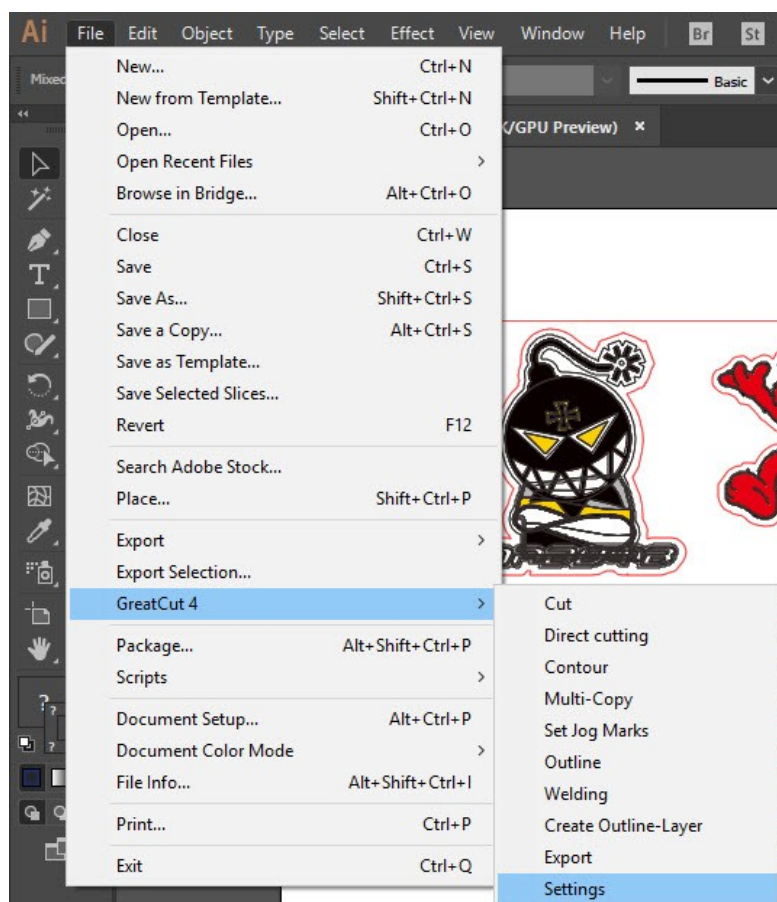 Ai File Edit Object Type Select Effect View Window Help Br St
Mixed Basic
New... Ctrl+N
New from Template... Shift+Ctrl+N
Open... Ctrl+O
/GPU Preview) ×
Open Recent Files >
Browse in Bridge... Alt+Ctrl+O
Close Ctrl+W
Save Ctrl+S
Save As... Shift+Ctrl+S
Save a Copy... Alt+Ctrl+S
Save as Template...
Save Selected Slices...
Revert F12
Search Adobe Stock...
Place... Shift+Ctrl+P
Export >
Export Selection...
GreatCut 4 >
Package... Alt+Shift+Ctrl+P
Scripts >
Document Setup... Alt+Ctrl+P
Document Color Mode >
File Info... Alt+Shift+Ctrl+I
Print... Ctrl+P
Exit Ctrl+Q
Cut
Direct cutting
Contour
Multi-Copy
Set Jog Marks
Outline
Welding
Create Outline-Layer
Export
Settings